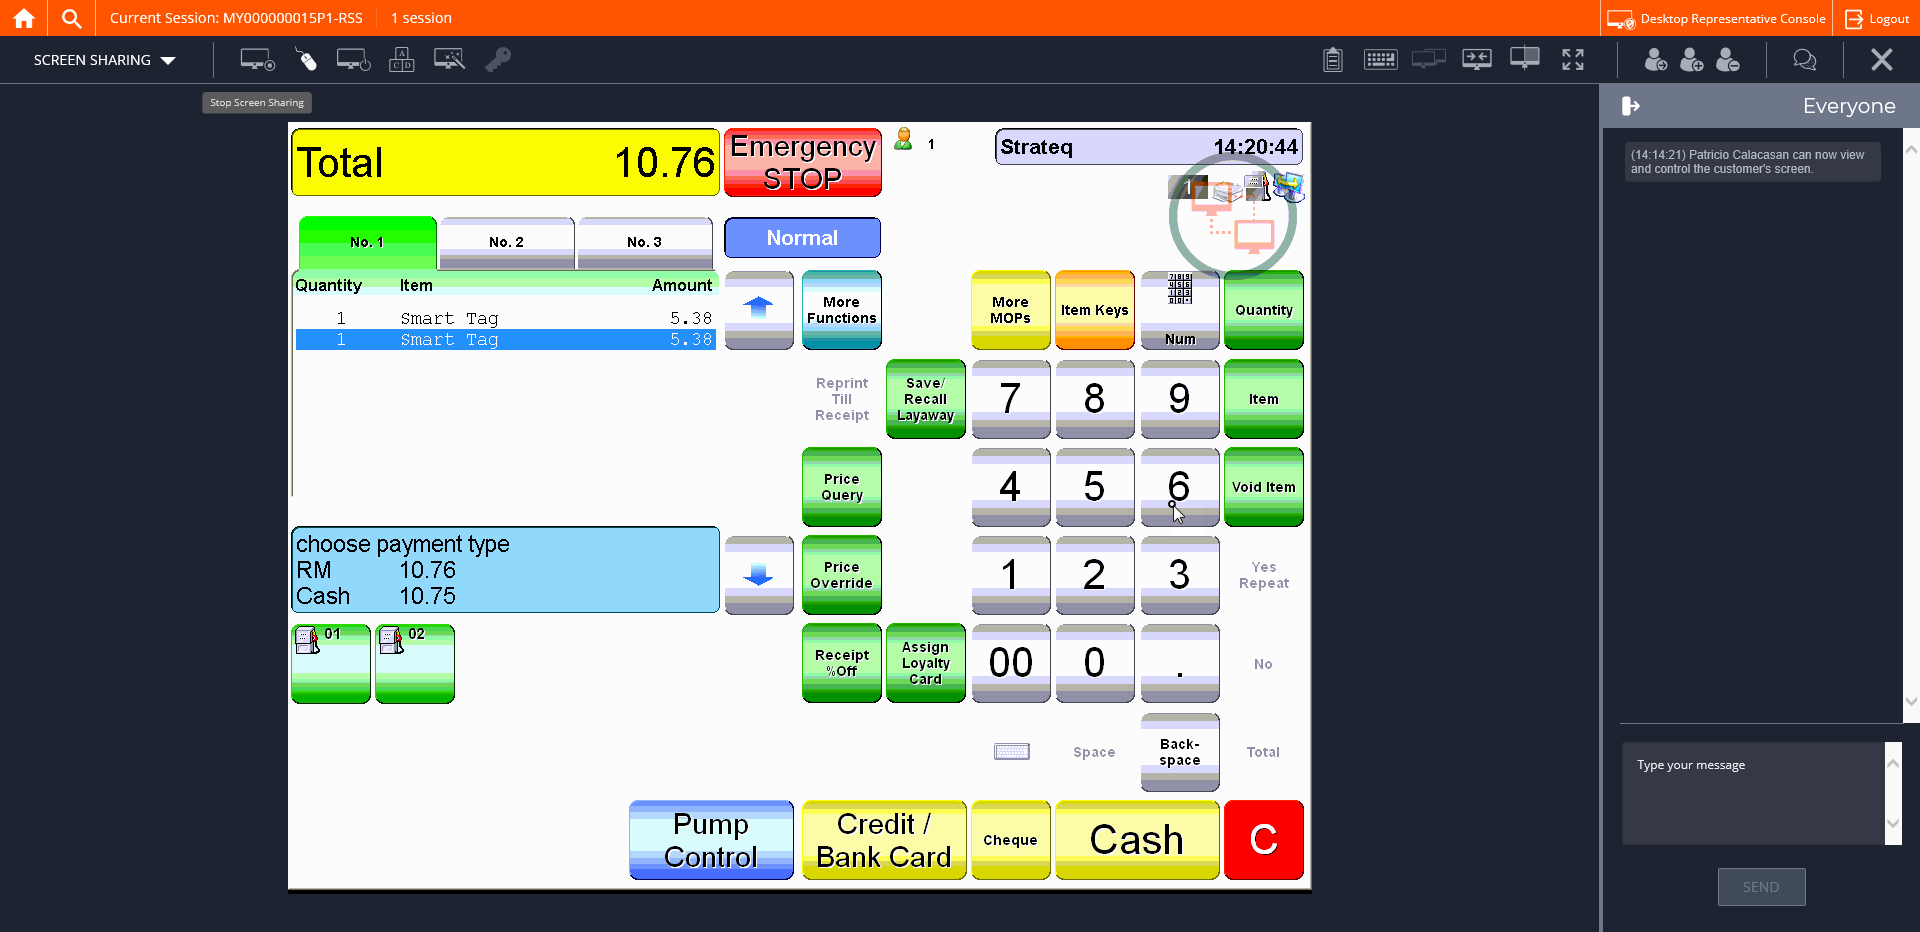 Current Session: MY000000015P1-RSS
1 session
Desktop Representative Console
Logout
SCREEN SHARING
Stop Screen Sharing
Everyone
(14:14:21) Patricio Calacasan can now view
and control the customer's screen.
Total 10.76
Emergency
STOP
1
Strateq 14:20:44
1
No. 1
No. 2
No. 3
Normal
Quantity Item Amount
1 Smart Tag 5.38
1 Smart Tag 5.38
More
Functions
More
MOPs
Item Keys
Num
Quantity
Reprint
Till
Receipt
Save/
Recall
Layaway
7
8
9
Item
Price
Query
4
5
6
Void Item
choose payment type
RM 10.76
Cash 10.75
Price
Override
1
2
3
Yes
Repeat
01
02
Receipt
%Off
Assign
Loyalty
Card
00
0
.
No
Space
Back-
space
Total
Pump
Control
Credit /
Bank Card
Cheque
Cash
C
Type your message
SEND